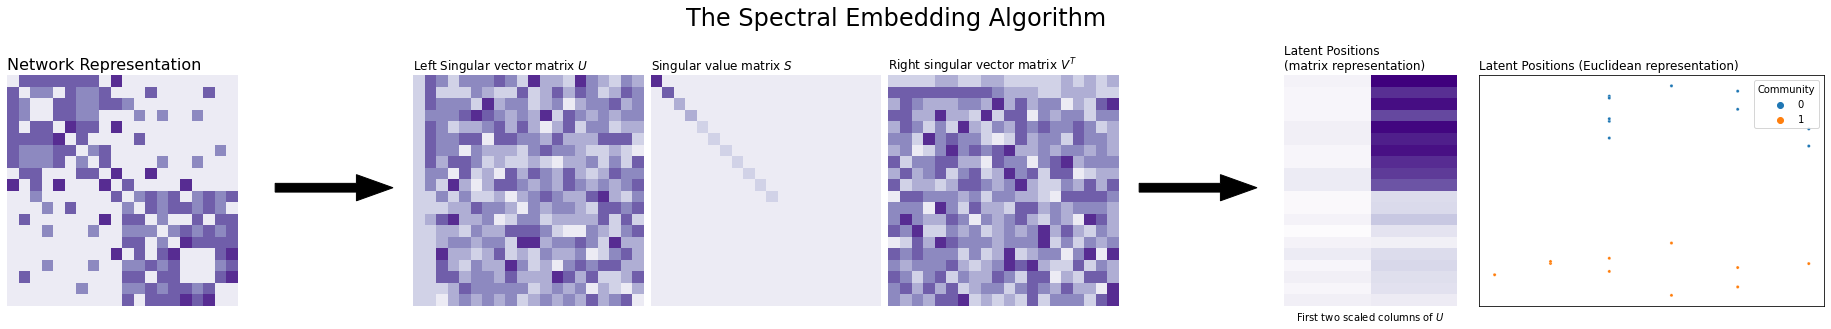 The Spectral Embedding Algorithm
Network Representation
Left Singular vector matrix U
Singular value matrix S
Right singular vector matrix V^T
Latent Positions
(matrix representation)
First two scaled columns of U
Latent Positions (Euclidean representation)
Community
0
1